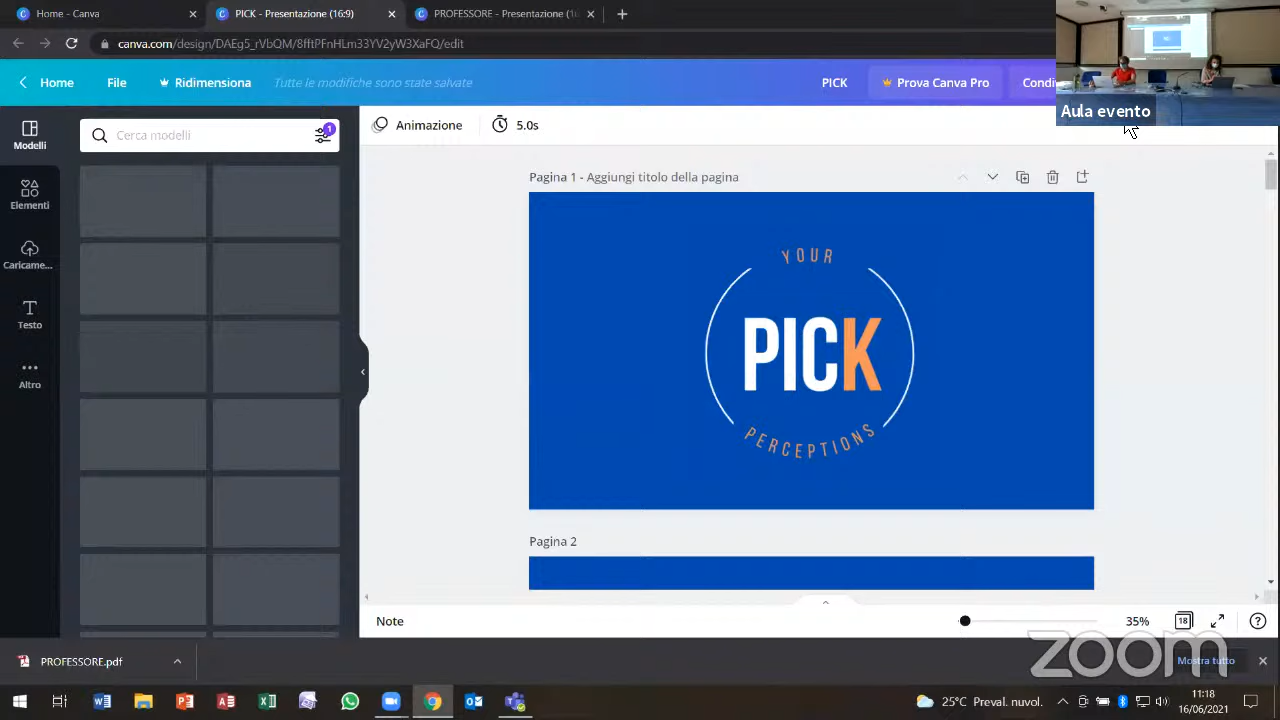 Home - Canva
PICK - Presentazione (16:9)
PROFESSORE - Presentazione (16
canva.com/design/DAEg5_rVbQM/8fftPFnHLm33YV2yW3XaFQ/edit
Home
File
Ridimensiona
Tutte le modifiche sono state salvate
PICK
Prova Canva Pro
Condi
Aula evento
Modelli
Elementi
Caricame...
Testo
Altro
Cerca modelli
1
Animazione
5.0s
Pagina 1 - Aggiungi titolo della pagina
YOUR
PICK
PERCEPTIONS
Pagina 2
Note
35%
18
zoom
PROFESSORE.pdf
Mostra tutto
25°C Preval. nuvol.
11:18
16/06/2021